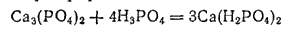 Ca₃(PO₄)₂ + 4H₃PO₄ = 3Ca(H₂PO₄)₂